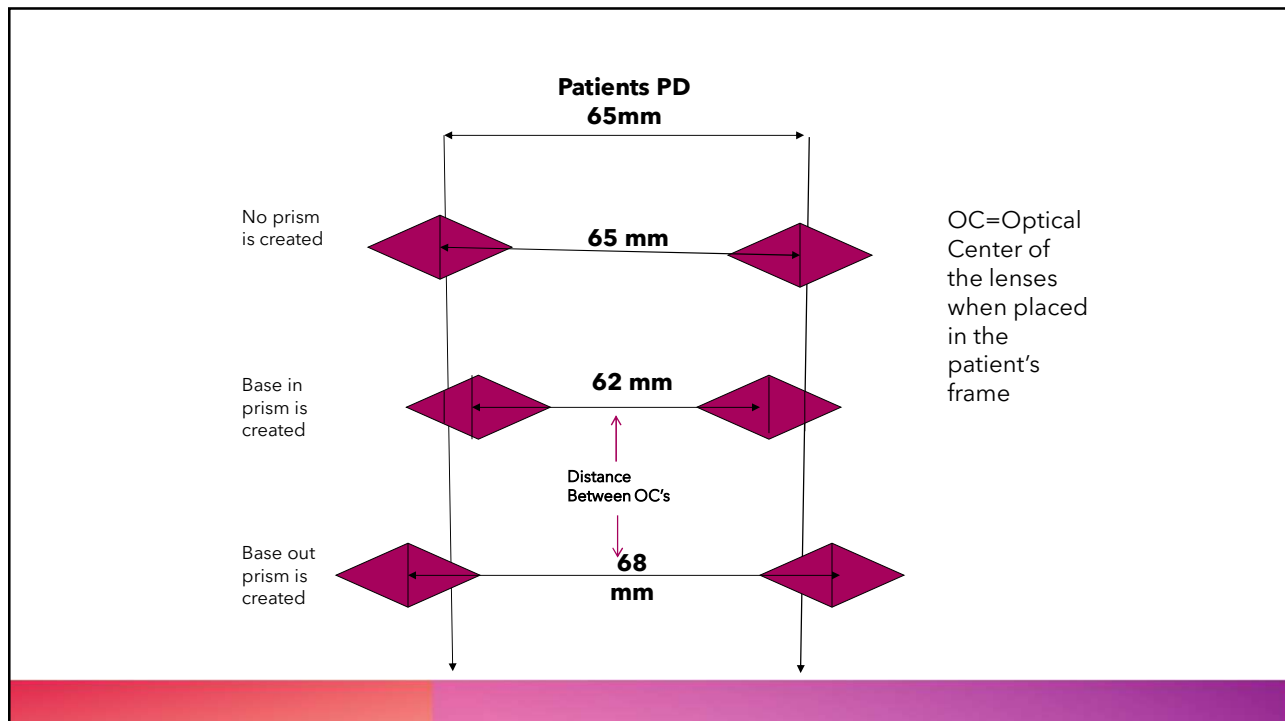 Patients PD
65mm
No prism
is created
65 mm
OC=Optical
Center of
the lenses
when placed
in the
patient’s
frame
Base in
prism is
created
62 mm
Distance
Between OC’s
Base out
prism is
created
68
mm